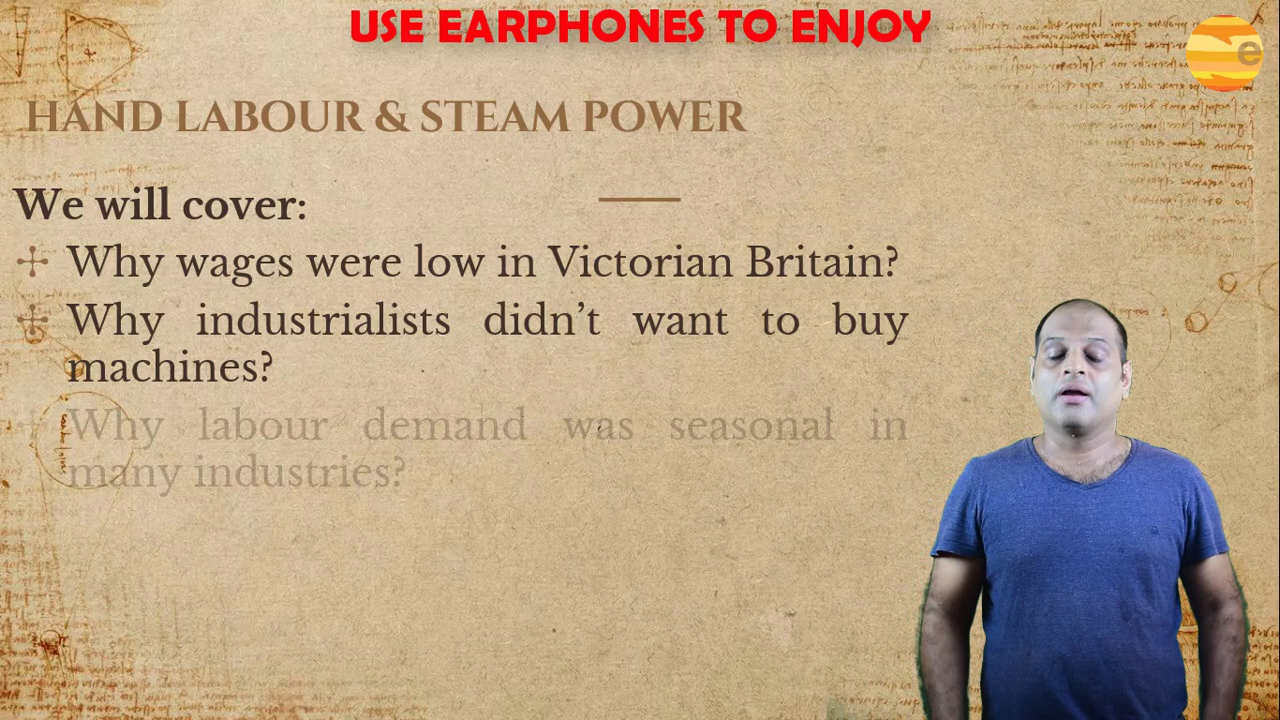 USE EARPHONES TO ENJOY
e
HAND LABOUR & STEAM POWER
We will cover:
Why wages were low in Victorian Britain?
Why industrialists didn’t want to buy
machines?
Why labour demand was seasonal in
many industries?